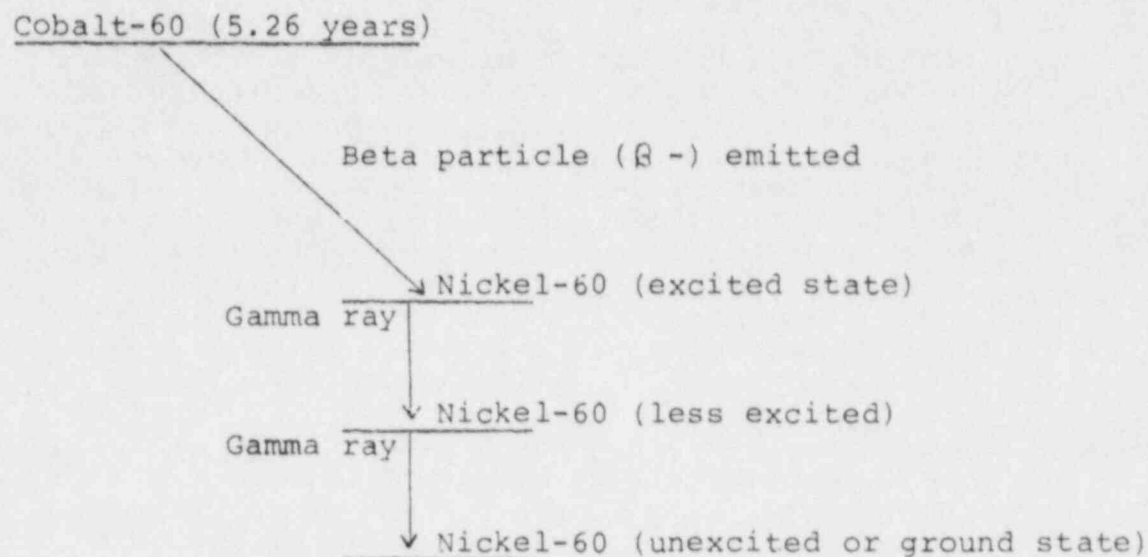 Cobalt-60 (5.26 years)
Beta particle (β -) emitted
Nickel-60 (excited state)
Gamma ray
Nickel-60 (less excited)
Gamma ray
Nickel-60 (unexcited or ground state